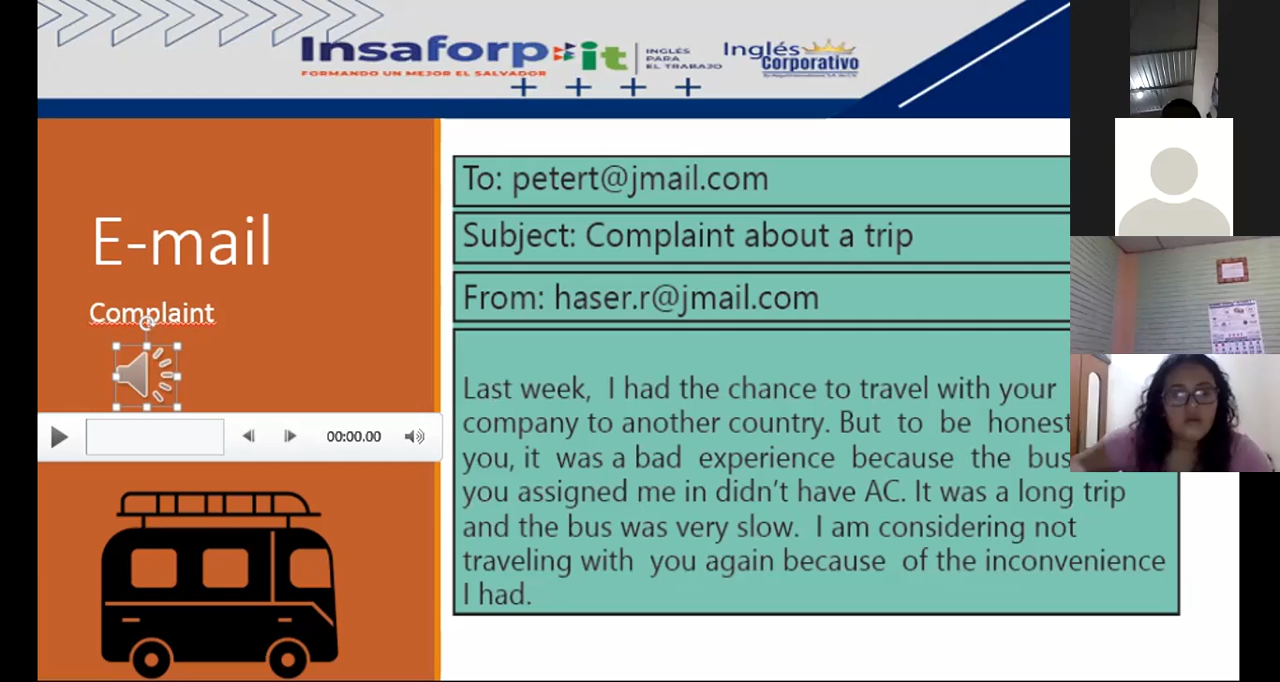 Insaforp
FORMANDO UN MEJOR EL SALVADOR
it
INGLÉS
PARA
EL TRABAJO
Inglés
Corporativo
E-mail
Complaint
00:00.00
To: petert@jmail.com
Subject: Complaint about a trip
From: haser.r@jmail.com
Last week, I had the chance to travel with your
company to another country. But to be honest
you, it was a bad experience because the bus
you assigned me in didn't have AC. It was a long trip
and the bus was very slow. I am considering not
traveling with you again because of the inconvenience
I had.